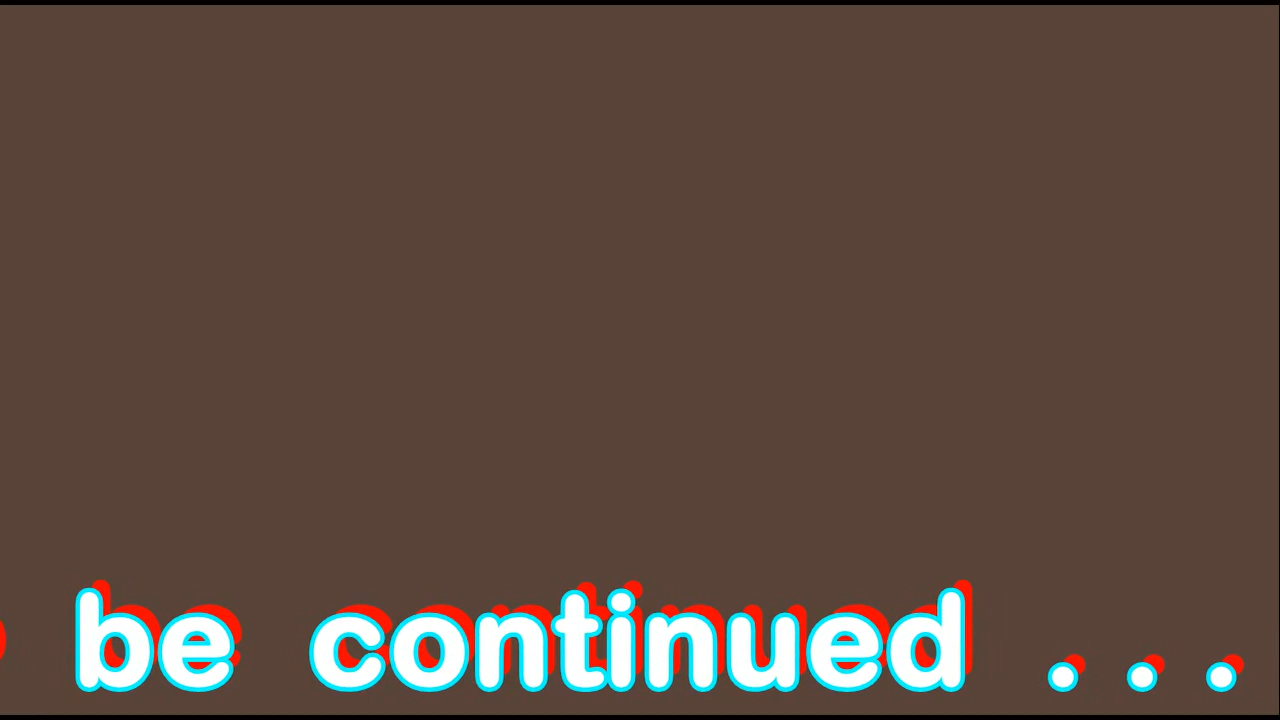 be continued . . .